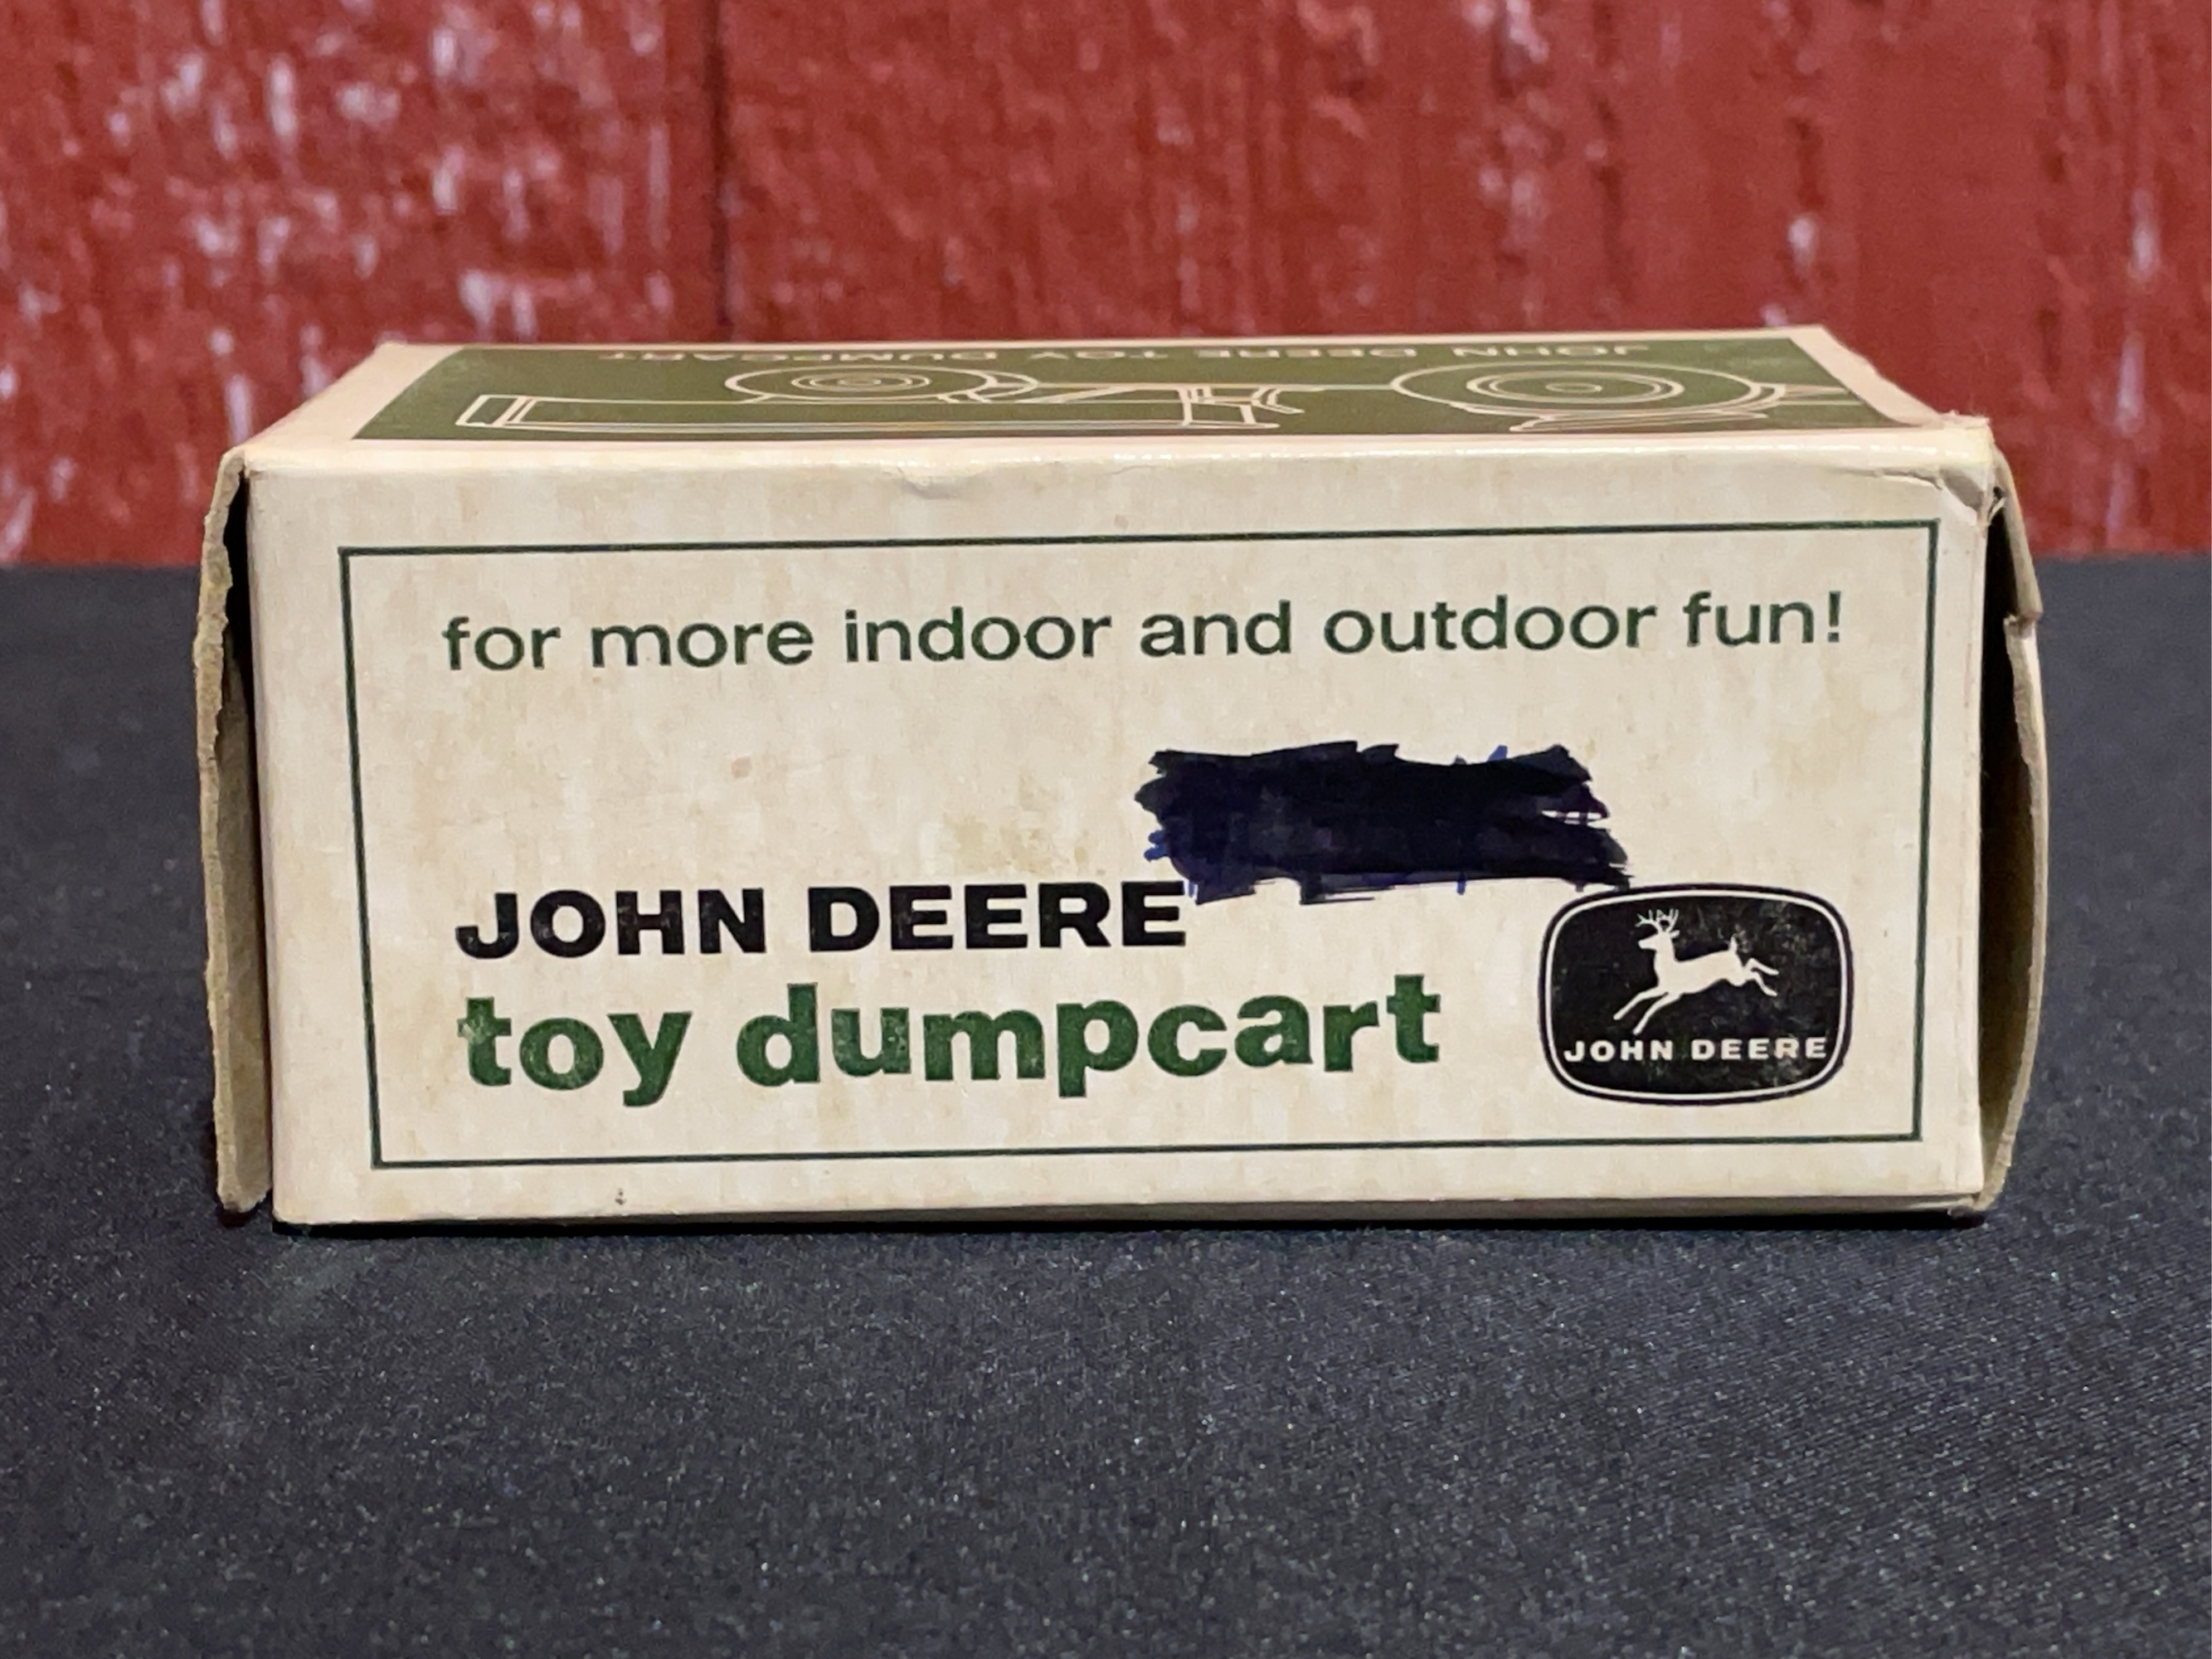 JOHN DEERE TOY DUMPCART
for more indoor and outdoor fun!
JOHN DEERE
toy dumpcart
JOHN DEERE